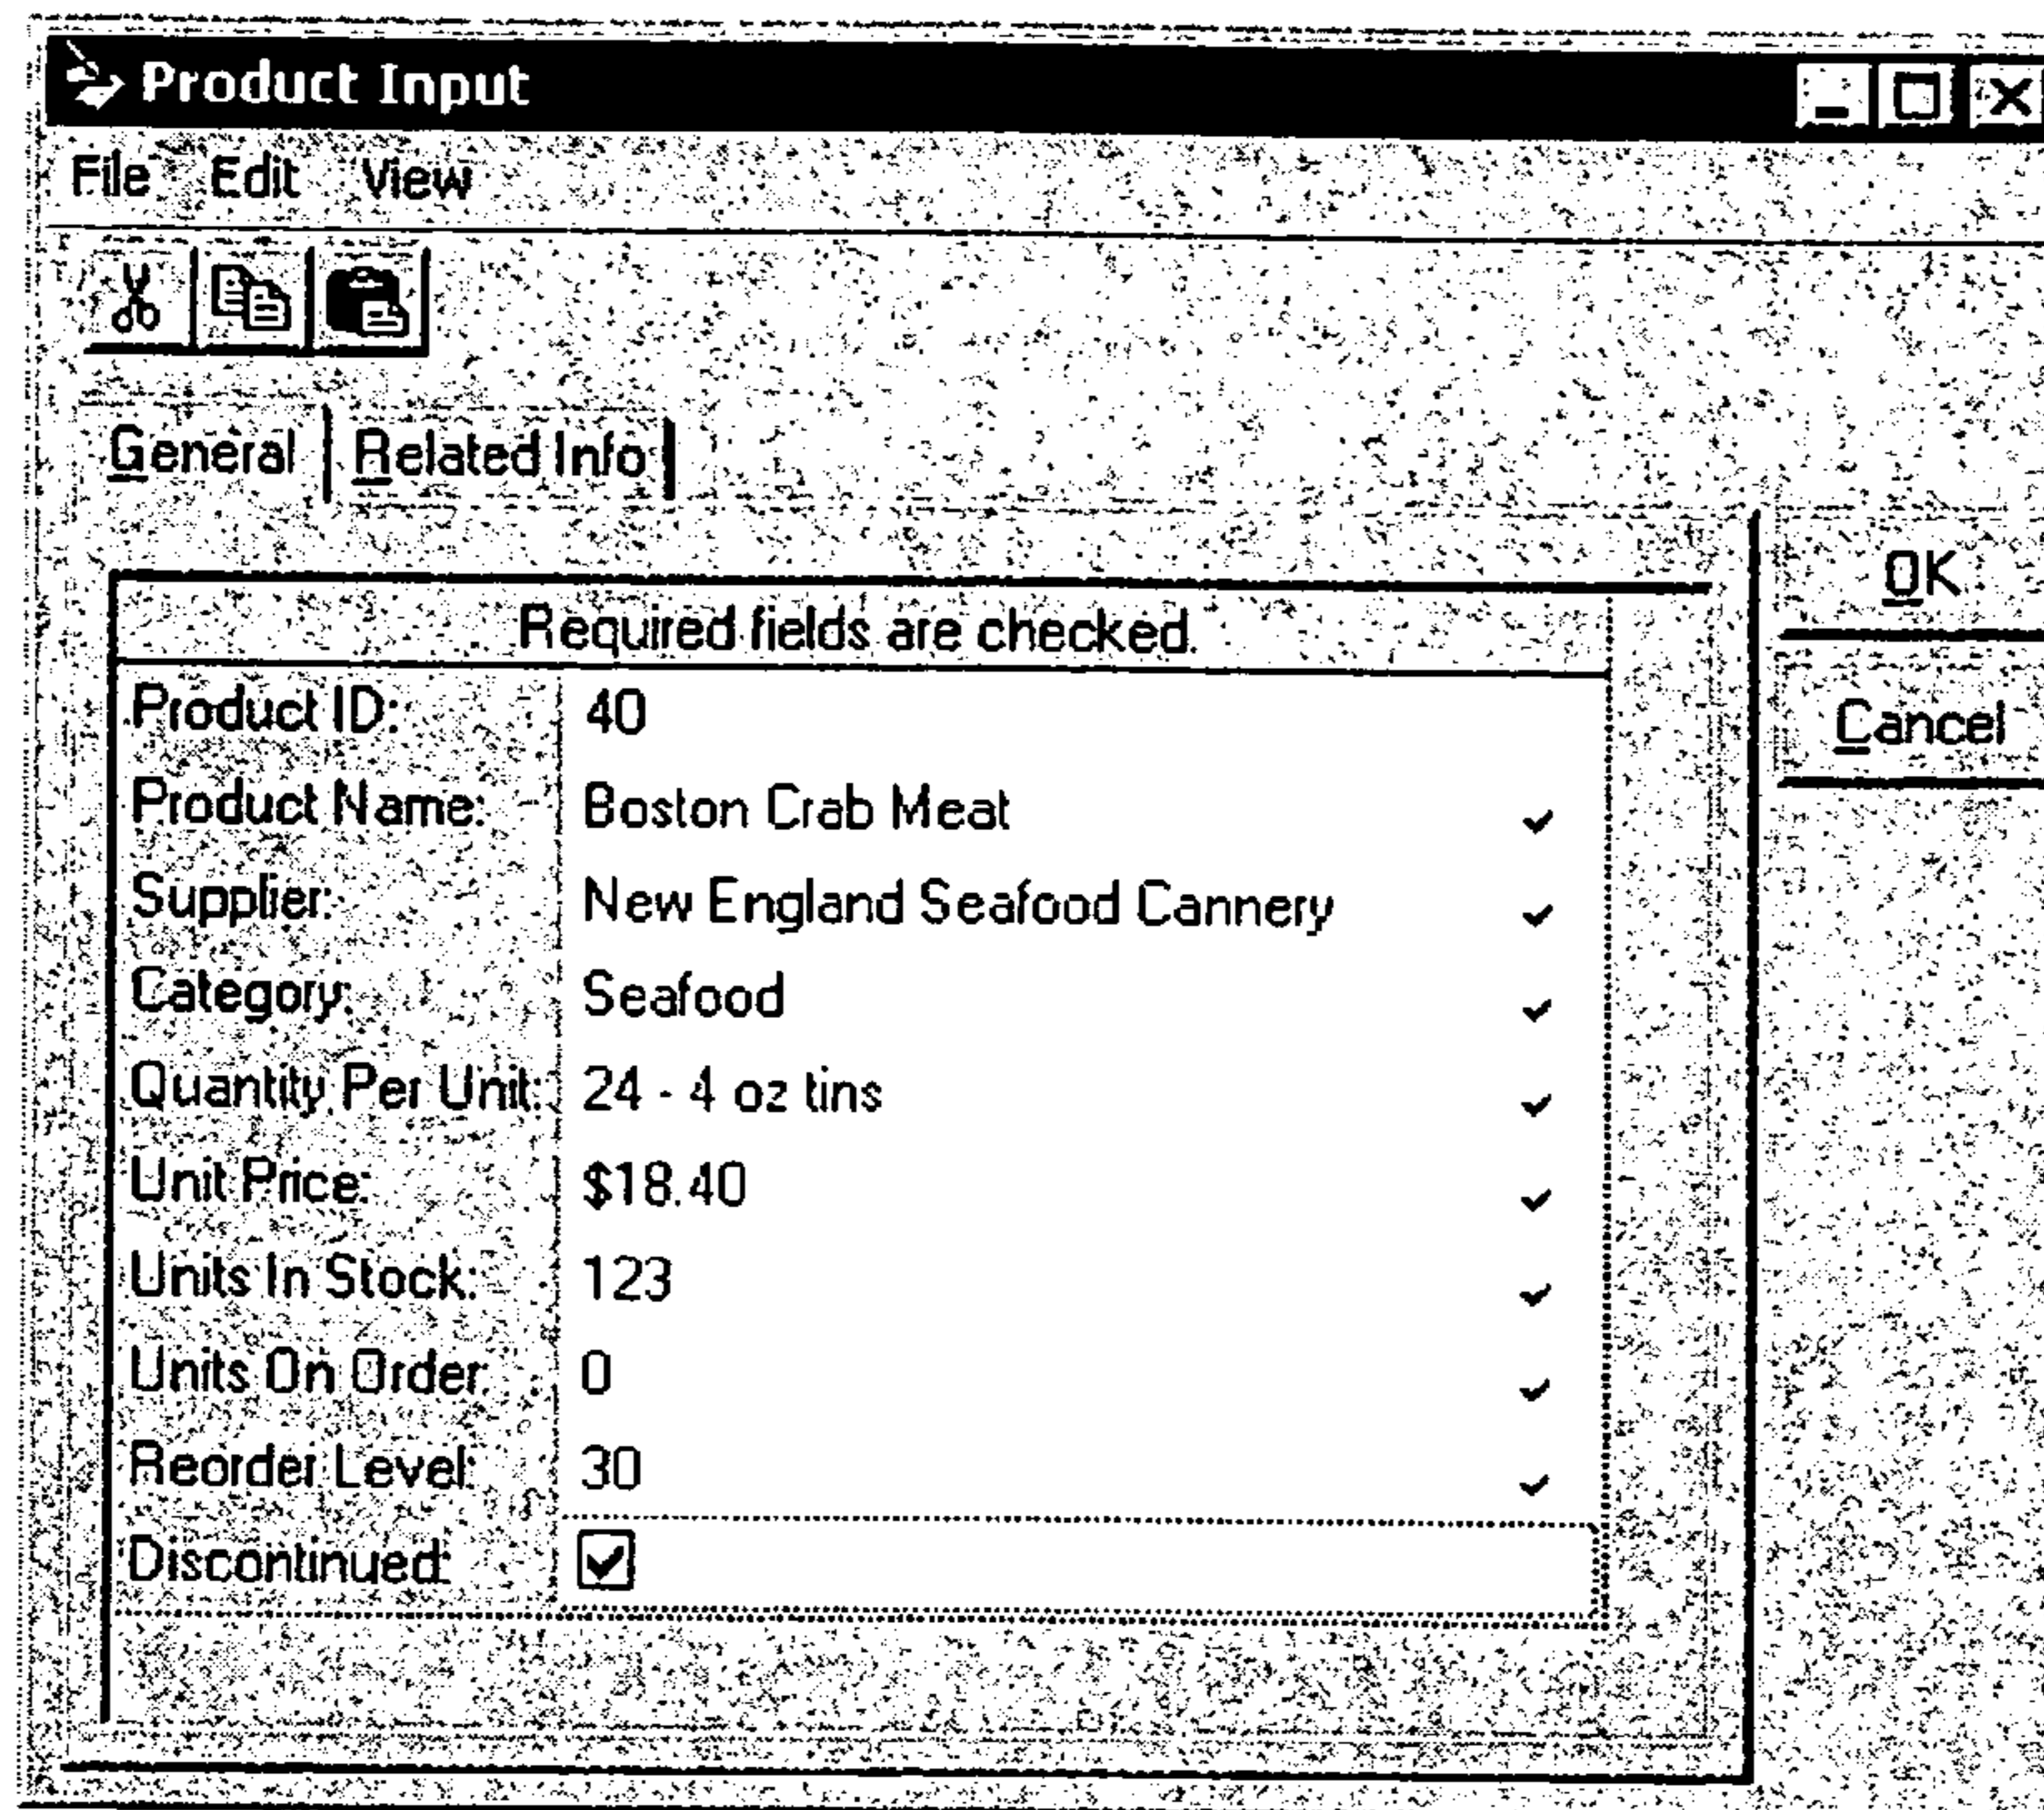 Product Input
File Edit View
General Related Info
OK
Required fields are checked.
Cancel
Product ID: 40
Product Name: Boston Crab Meat
Supplier: New England Seafood Cannery
Category: Seafood
Quantity Per Unit: 24 - 4 oz tins
Unit Price: $18.40
Units In Stock: 123
Units On Order: 0
Reorder Level: 30
Discontinued: